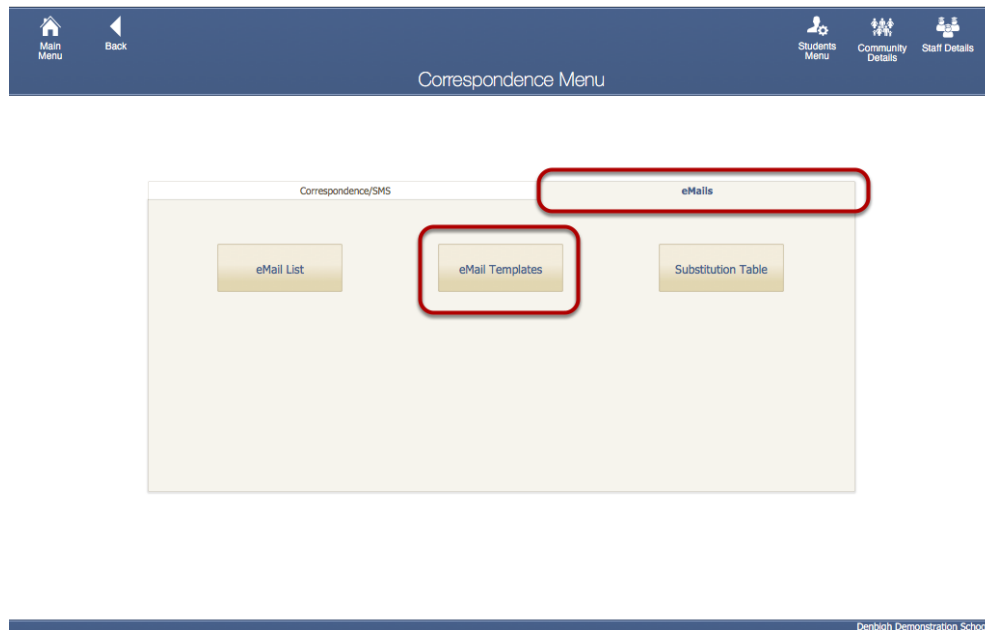 Main
Menu
Back
Students
Menu
Community
Details
Staff Details
Correspondence Menu
Correspondence/SMS
eMails
eMail List
eMail Templates
Substitution Table
Denbigh Demonstration Schoo